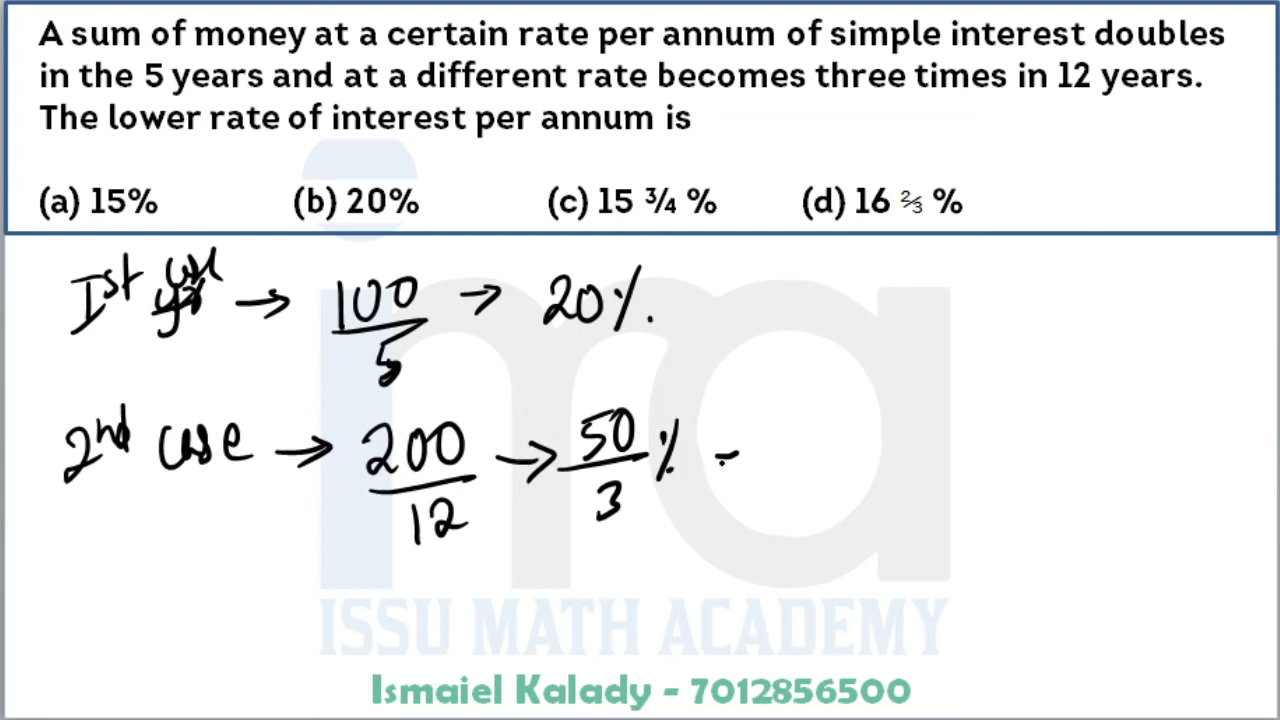 A sum of money at a certain rate per annum of simple interest doubles
in the 5 years and at a different rate becomes three times in 12 years.
The lower rate of interest per annum is
(a) 15% (b) 20% (c) 15 ¾ % (d) 16 ⅔ %
Ist case → 100/5 → 20%.
2nd case → 200/12 → 50/3 % =
ISSU MATH ACADEMY
Ismaiel Kalady - 7012856500